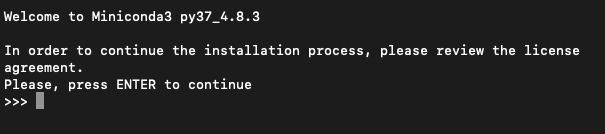 Welcome to Miniconda3 py37_4.8.3
In order to continue the installation process, please review the license
agreement.
Please, press ENTER to continue
>>>